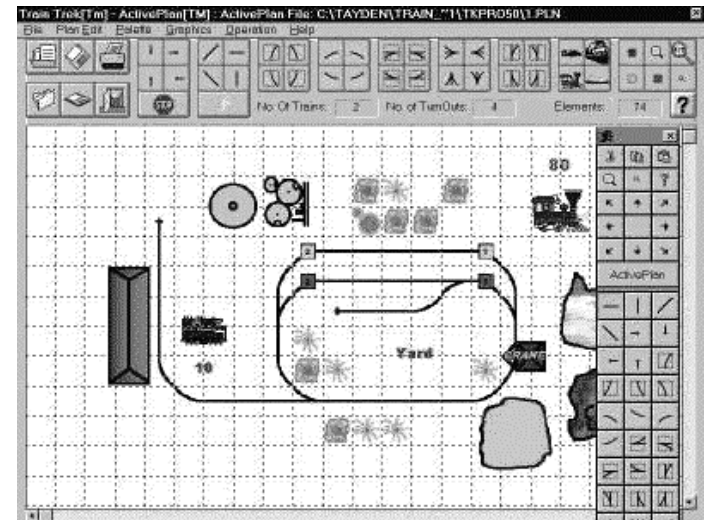 Train Trek[Tm] - ActivePlan[TM] : ActivePlan File: C:\TAYDEN\TRAIN_~1\TKPRO50\1.PLN
File Plan Edit Palette Graphics Operation Help
No. Of Trains: 2 No. of TurnOuts: 4 Elements: 74
80
ActivePlan
Yard
CRANE
10